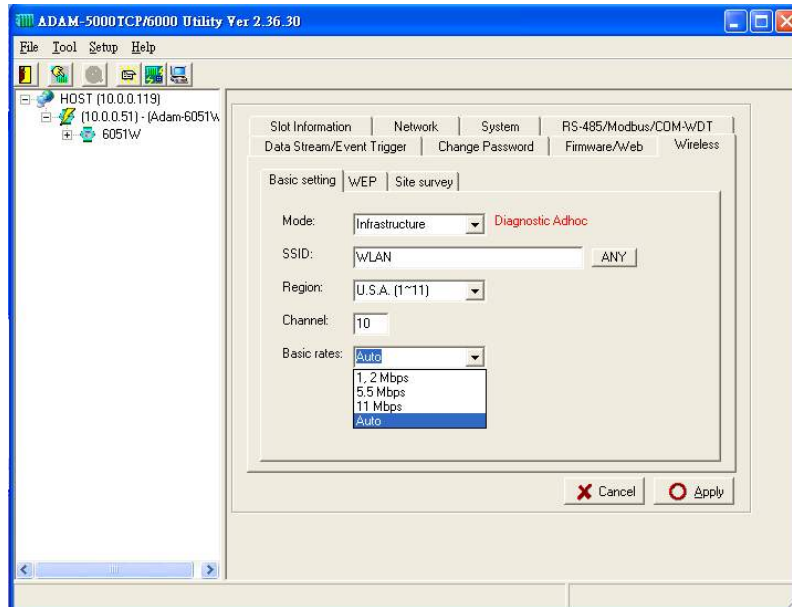 ADAM-5000TCP/6000 Utility Ver 2.36.30
File Tool Setup Help
HOST (10.0.0.119)
(10.0.0.51) - (Adam-6051W
6051W
Slot Information Network System RS-485/Modbus/COM-WDT
Data Stream/Event Trigger Change Password Firmware/Web Wireless
Basic setting WEP Site survey
Mode: Infrastructure Diagnostic Adhoc
SSID: WLAN ANY
Region: U.S.A. (1~11)
Channel: 10
Basic rates: Auto
1, 2 Mbps
5.5 Mbps
11 Mbps
Auto
Cancel Apply